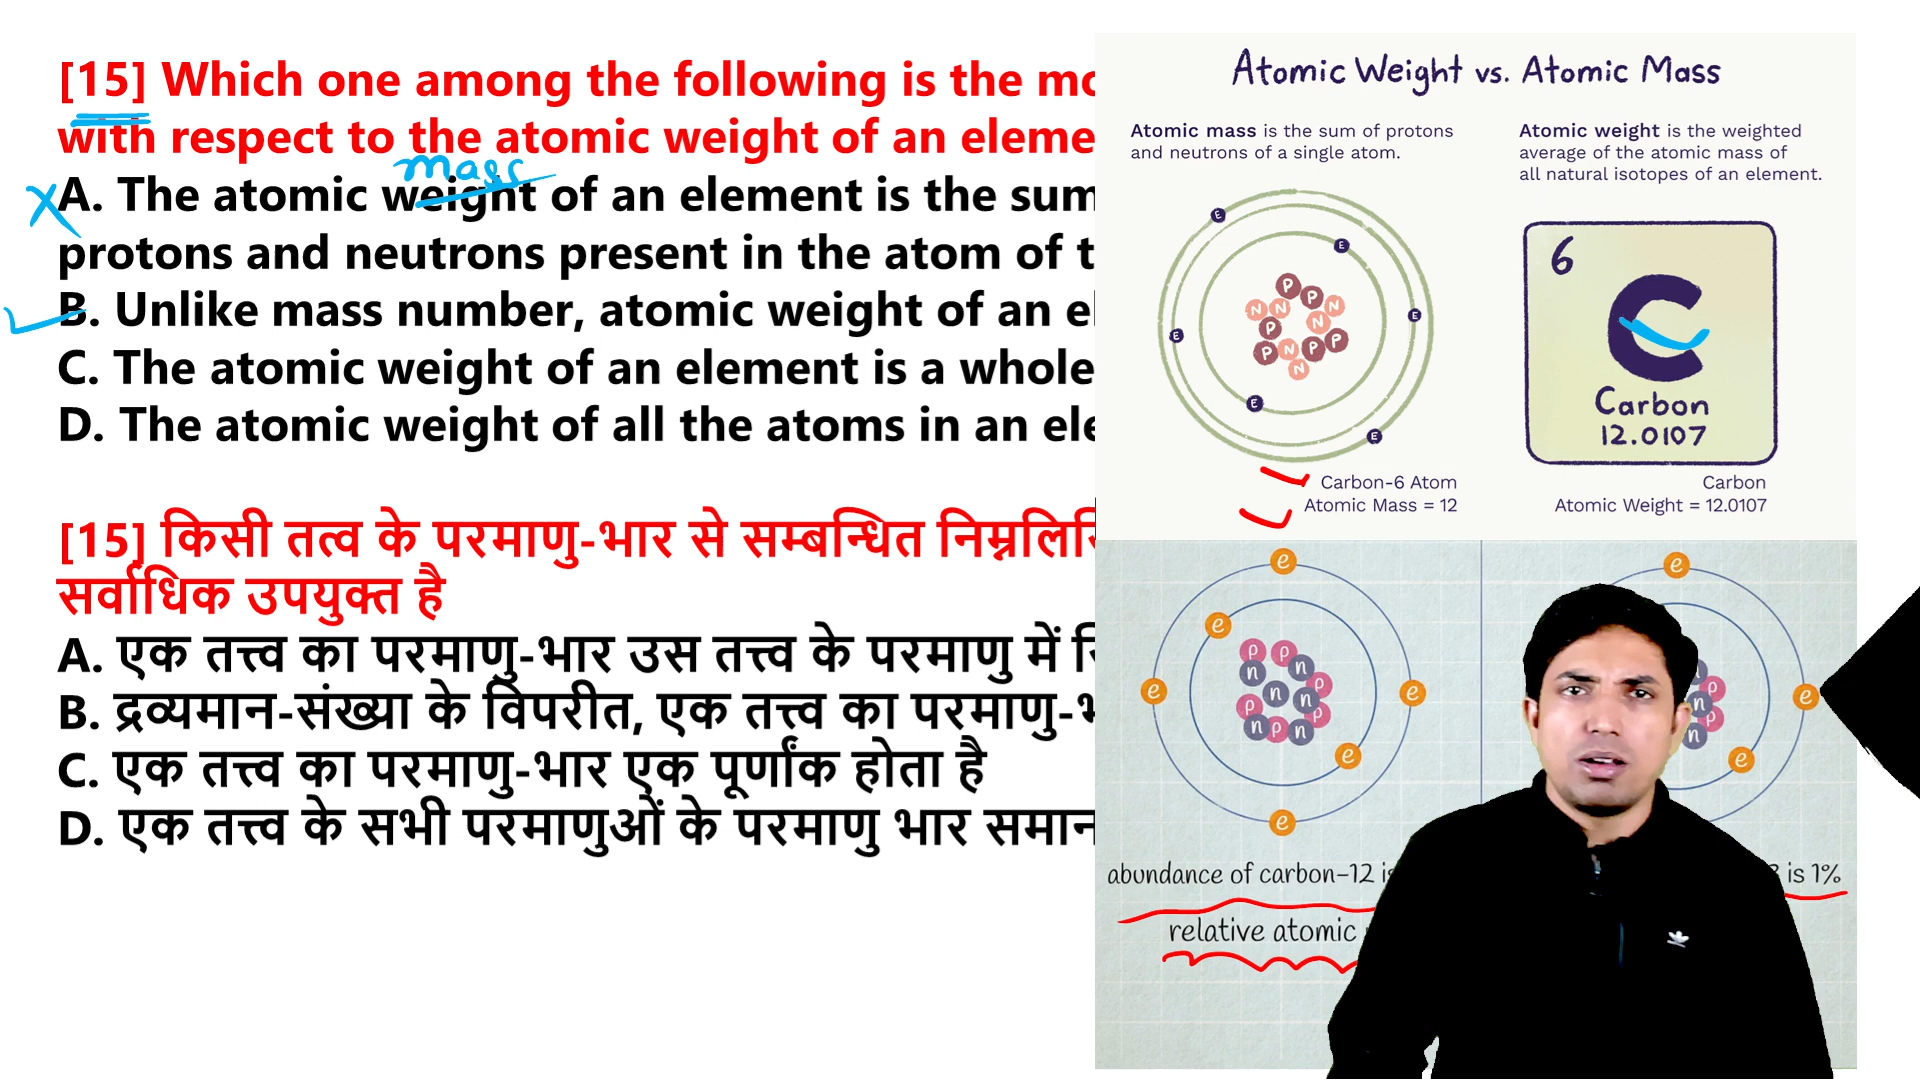 [15] Which one among the following is the
with respect to the atomic weight of an
mass
A. The atomic weight of an element is the sum
protons and neutrons present in the atom of
B. Unlike mass number, atomic weight of an
C. The atomic weight of an element is a whole
D. The atomic weight of all the atoms in an
[15] किसी तत्व के परमाणु-भार से सम्बन्धित
सर्वाधिक उपयुक्त है
A. एक तत्त्व का परमाणु-भार उस तत्त्व के परमाणु में
B. द्रव्यमान-संख्या के विपरीत, एक तत्त्व का
C. एक तत्त्व का परमाणु-भार एक पूर्णांक होता है
D. एक तत्त्व के सभी परमाणुओं के परमाणु भार समान
Atomic Weight vs. Atomic Mass
Atomic mass is the sum of protons
and neutrons of a single atom.
Atomic weight is the weighted
average of the atomic mass of
all natural isotopes of an element.
E
E
E
E
E
E
P
P
N
N
N
N
P
P
N
P
P
N
6
C
Carbon
12.0107
Carbon-6 Atom
Atomic Mass = 12
Carbon
Atomic Weight = 12.0107
e
e
e
e
e
e
p
p
n
n
p
n
n
p
p
n
p
n
e
e
e
p
n
p
n
abundance of carbon-12
is 1%
relative atomic